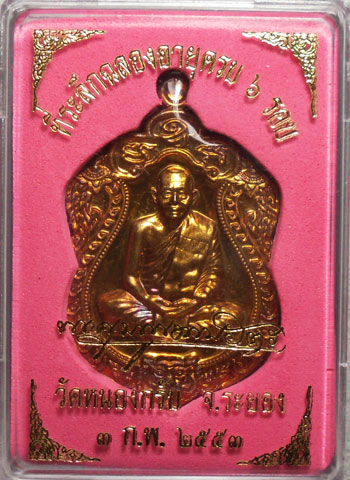 ที่ระลึกฉลองอายุครบ ๖ รอบ
วัดหนองกรับ จ.ระยอง
๓ ก.พ. ๒๕๕๓